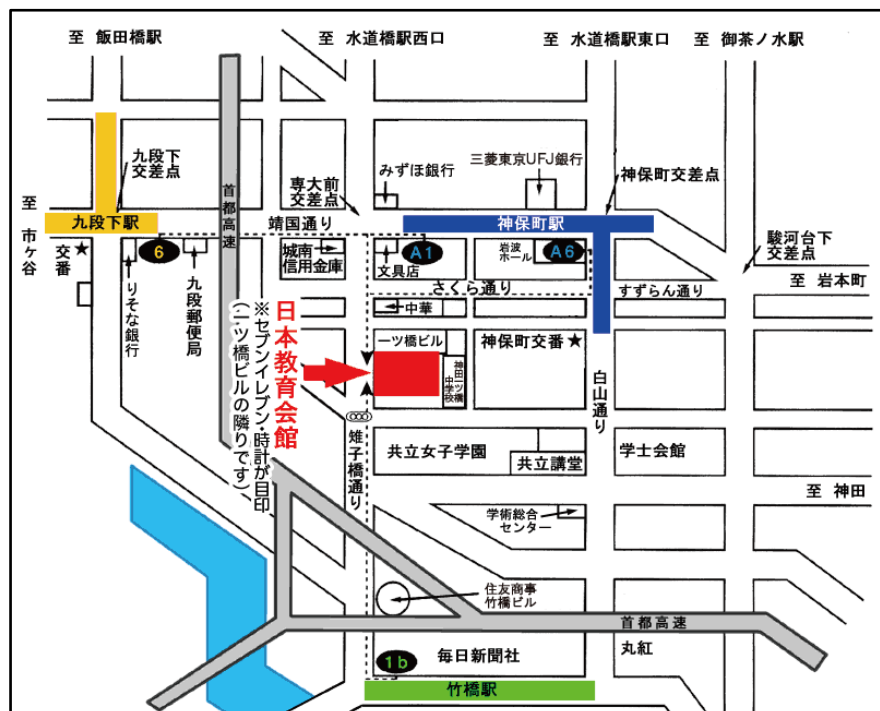 至 飯田橋駅
至 水道橋駅西口
至 水道橋駅東口
至 御茶ノ水駅
九段下
交差点
専大前
交差点
みずほ銀行
三菱東京UFJ銀行
神保町交差点
首都高速
至 市ヶ谷
九段下駅
靖国通り
神保町駅
駿河台下
交差点
交番★
6
城南
信用金庫
A1
文具店
岩波
ホール
A6
りそな銀行
九段郵便局
さくら通り
すずらん通り
至 岩本町
中華
日本教育会館
※セブンイレブン・時計が目印
(一ツ橋ビルの隣りです)
一ツ橋ビル
神保町交番★
神田一ツ橋
中学校
白山通り
雉子橋通り
共立女子学園
共立講堂
学士会館
至 神田
学術総合
センター
住友商事
竹橋ビル
首都高速
1b
毎日新聞社
丸紅
竹橋駅